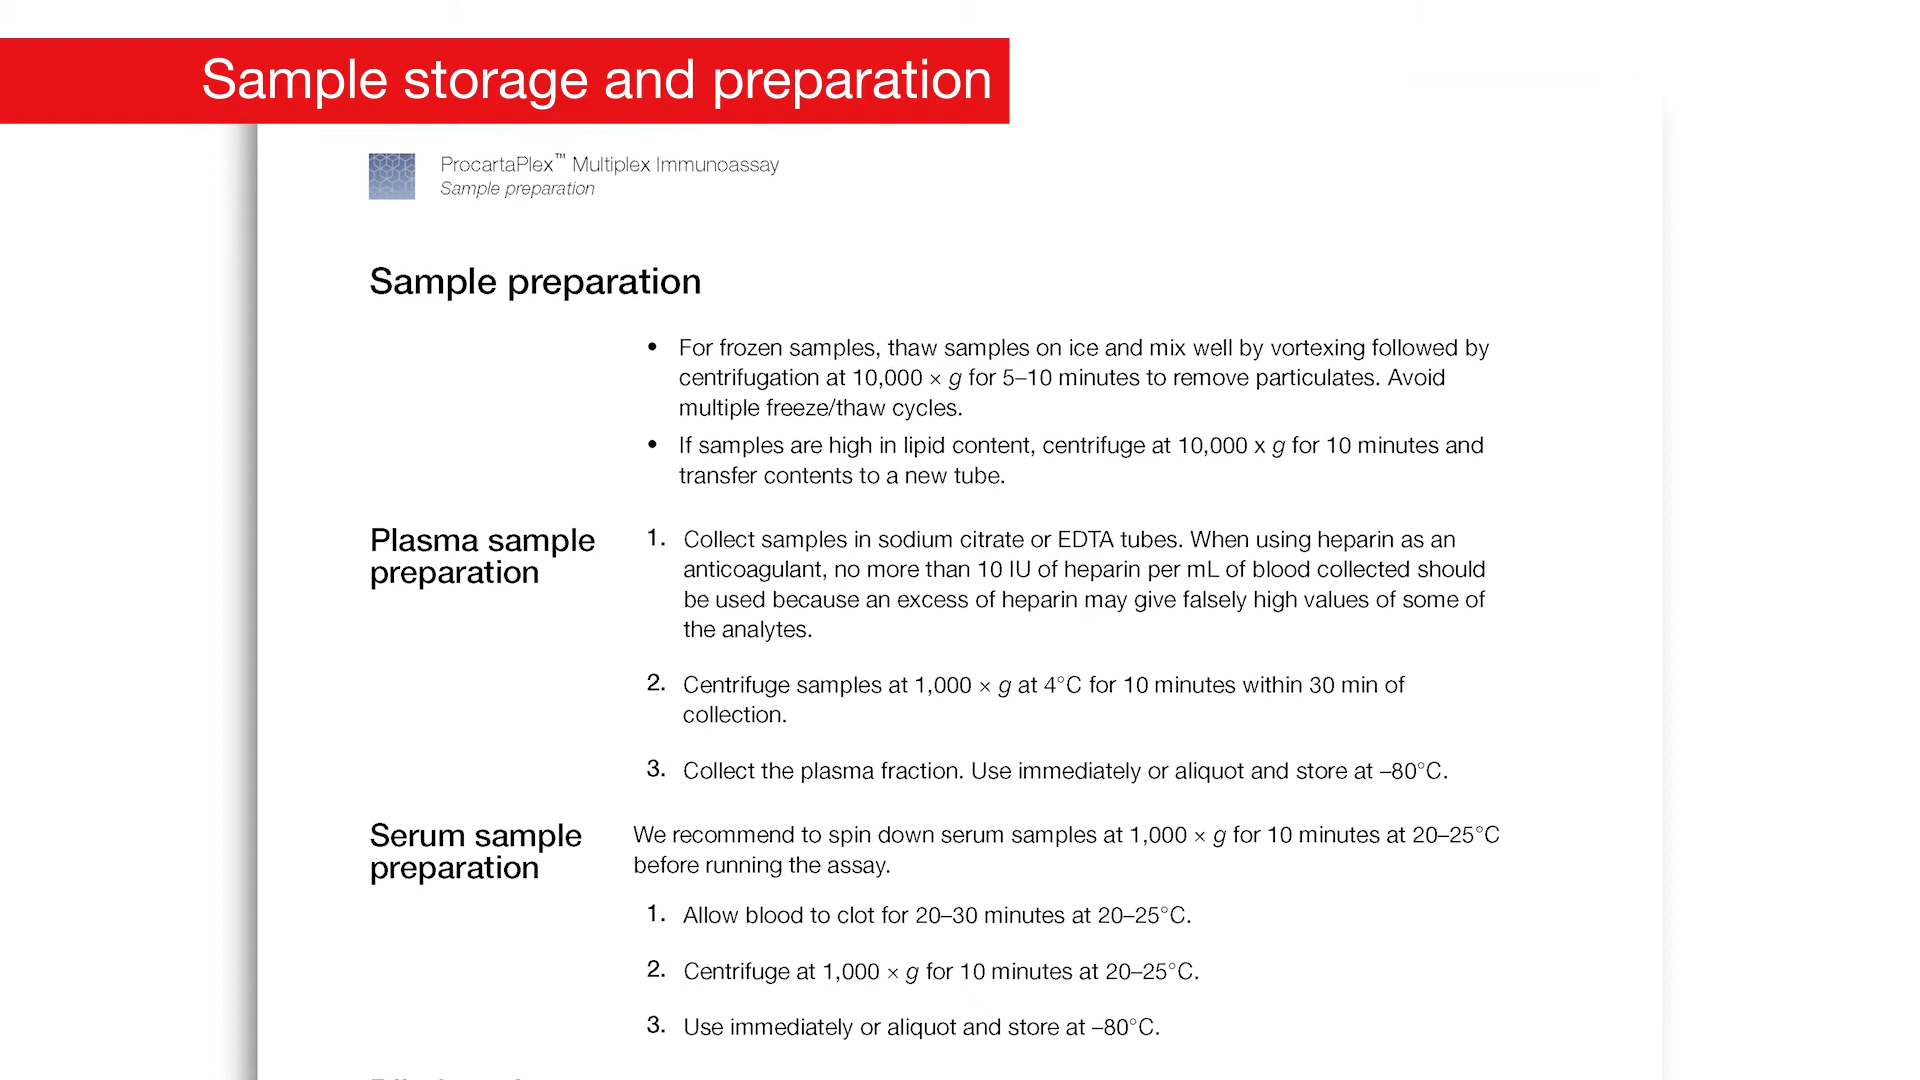 Sample storage and preparation
ProcartaPlex™ Multiplex Immunoassay
Sample preparation
Sample preparation
• For frozen samples, thaw samples on ice and mix well by vortexing followed by
centrifugation at 10,000 × g for 5–10 minutes to remove particulates. Avoid
multiple freeze/thaw cycles.
• If samples are high in lipid content, centrifuge at 10,000 x g for 10 minutes and
transfer contents to a new tube.
Plasma sample
preparation
1. Collect samples in sodium citrate or EDTA tubes. When using heparin as an
anticoagulant, no more than 10 IU of heparin per mL of blood collected should
be used because an excess of heparin may give falsely high values of some of
the analytes.
2. Centrifuge samples at 1,000 × g at 4°C for 10 minutes within 30 min of
collection.
3. Collect the plasma fraction. Use immediately or aliquot and store at –80°C.
Serum sample
preparation
We recommend to spin down serum samples at 1,000 × g for 10 minutes at 20–25°C
before running the assay.
1. Allow blood to clot for 20–30 minutes at 20–25°C.
2. Centrifuge at 1,000 × g for 10 minutes at 20–25°C.
3. Use immediately or aliquot and store at –80°C.